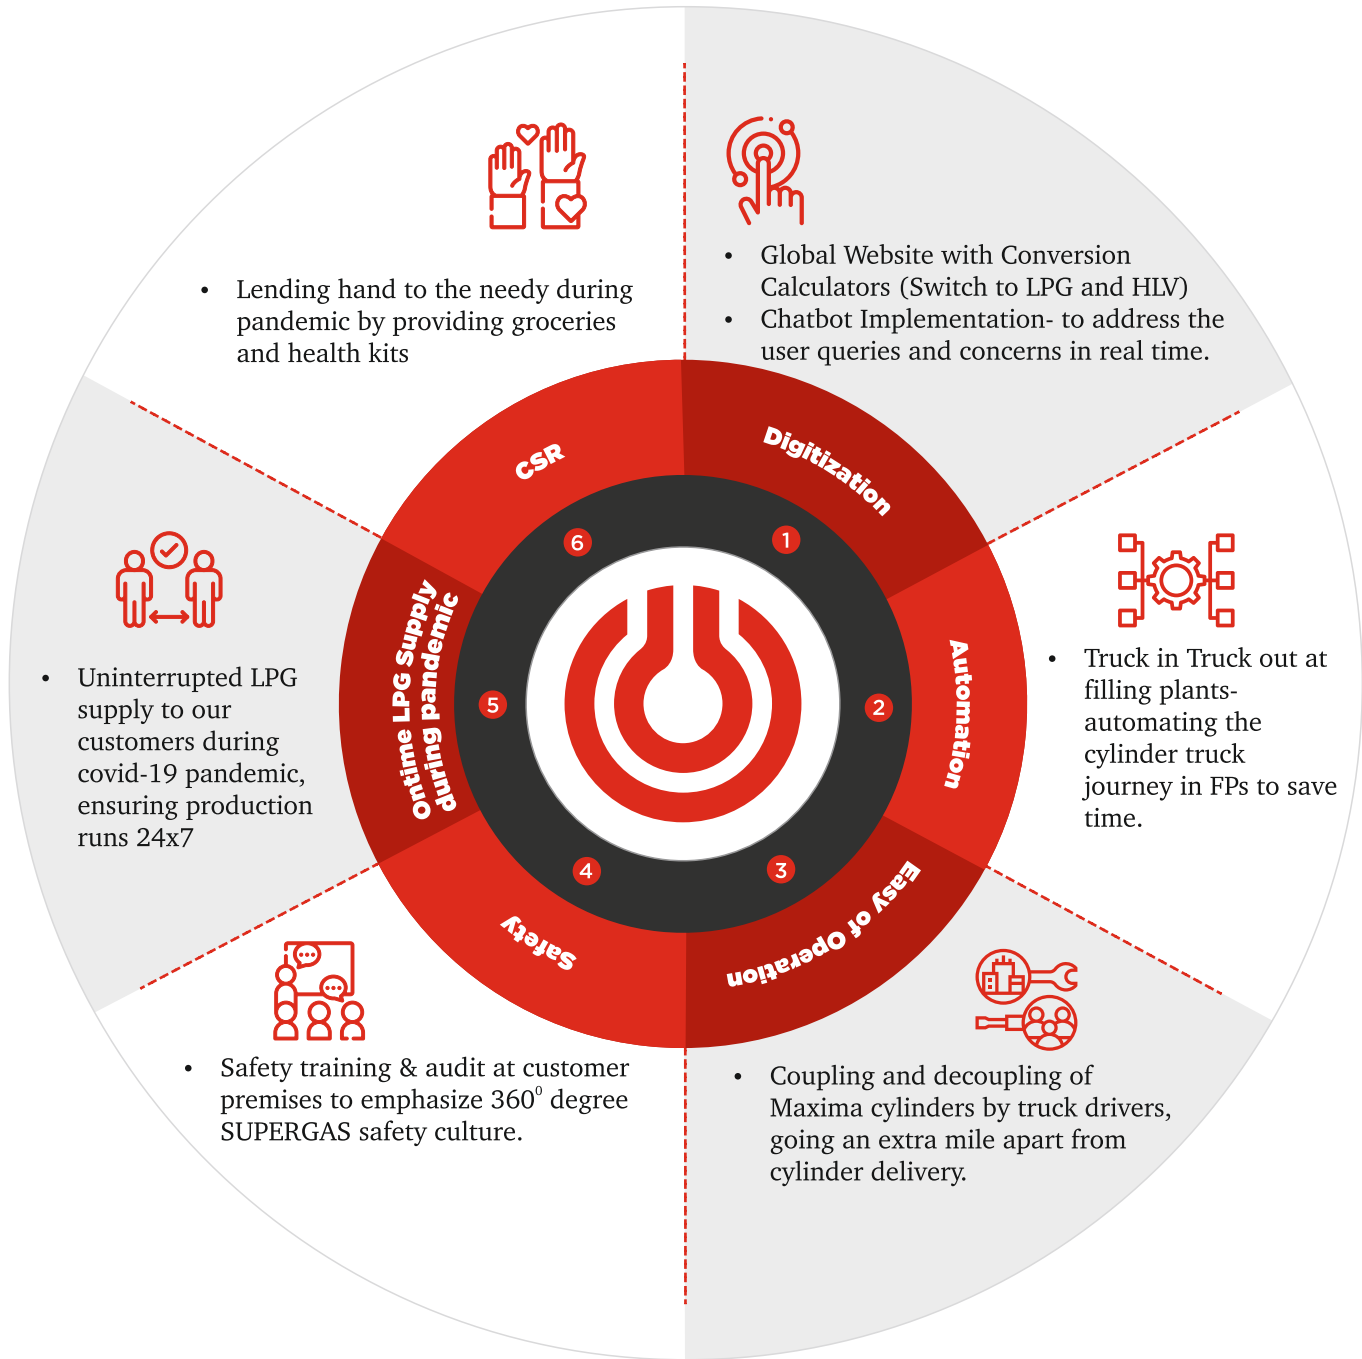 • Global Website with Conversion
Calculators (Switch to LPG and HLV)
• Chatbot Implementation- to address the
user queries and concerns in real time.
Digitization
1
• Truck in Truck out at
filling plants-
automating the
cylinder truck
journey in FPs to save
time.
Automation
2
• Coupling and decoupling of
Maxima cylinders by truck drivers,
going an extra mile apart from
cylinder delivery.
Easy of Operation
3
• Safety training & audit at customer
premises to emphasize 360⁰ degree
SUPERGAS safety culture.
Safety
4
• Uninterrupted LPG
supply to our
customers during
covid-19 pandemic,
ensuring production
runs 24x7
Ontime LPG Supply
during pandemic
5
• Lending hand to the needy during
pandemic by providing groceries
and health kits
CSR
6